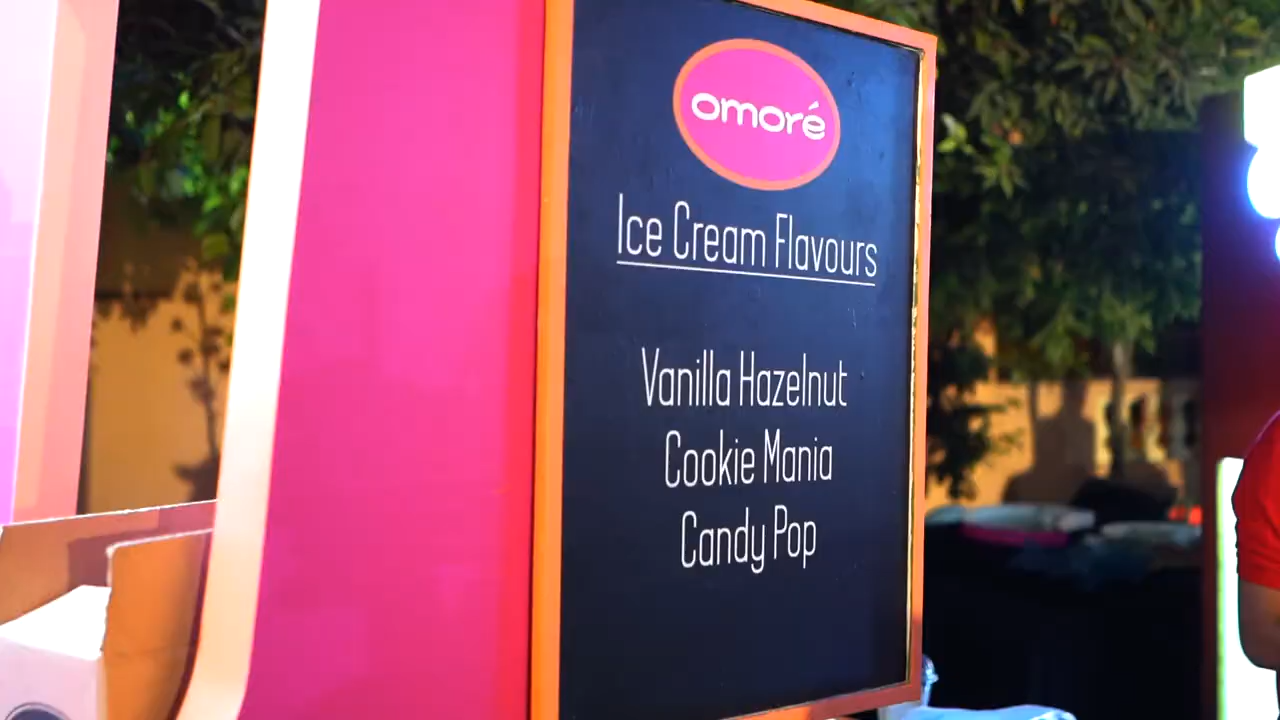 omoré
Ice Cream Flavours
Vanilla Hazelnut
Cookie Mania
Candy Pop